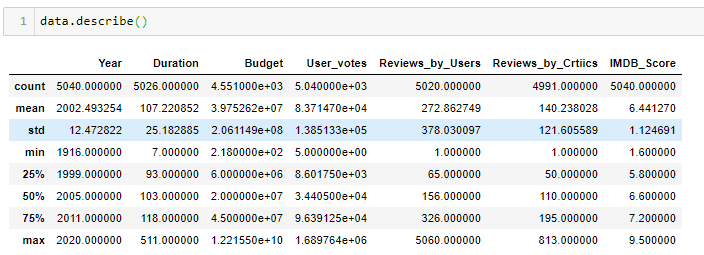 1 data.describe()
Year Duration Budget User_votes Reviews_by_Users Reviews_by_Crtiics IMDB_Score
count 5040.000000 5026.000000 4.551000e+03 5.040000e+03 5020.000000 4991.000000 5040.000000
mean 2002.493254 107.220852 3.975262e+07 8.371470e+04 272.862749 140.238028 6.441270
std 12.472822 25.182885 2.061149e+08 1.385133e+05 378.030097 121.605589 1.124691
min 1916.000000 7.000000 2.180000e+02 5.000000e+00 1.000000 1.000000 1.600000
25% 1999.000000 93.000000 6.000000e+06 8.601750e+03 65.000000 50.000000 5.800000
50% 2005.000000 103.000000 2.000000e+07 3.440500e+04 156.000000 110.000000 6.600000
75% 2011.000000 118.000000 4.500000e+07 9.639125e+04 326.000000 195.000000 7.200000
max 2020.000000 511.000000 1.221550e+10 1.689764e+06 5060.000000 813.000000 9.500000